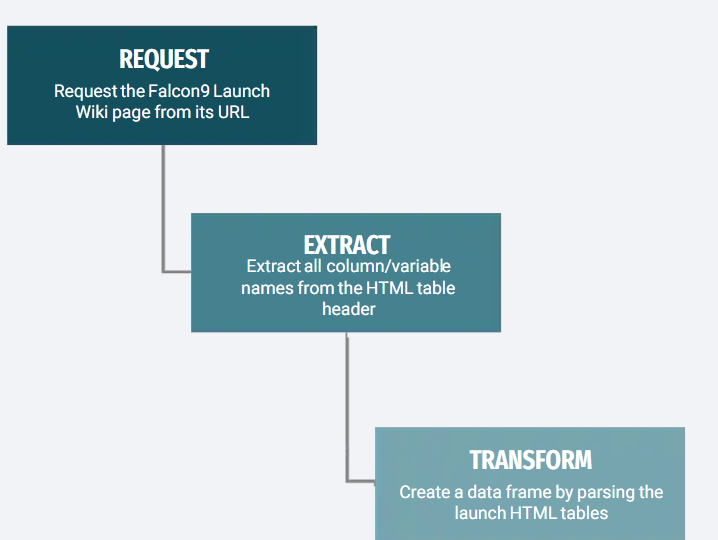 REQUEST
Request the Falcon9 Launch
Wiki page from its URL
EXTRACT
Extract all column/variable
names from the HTML table
header
TRANSFORM
Create a data frame by parsing the
launch HTML tables